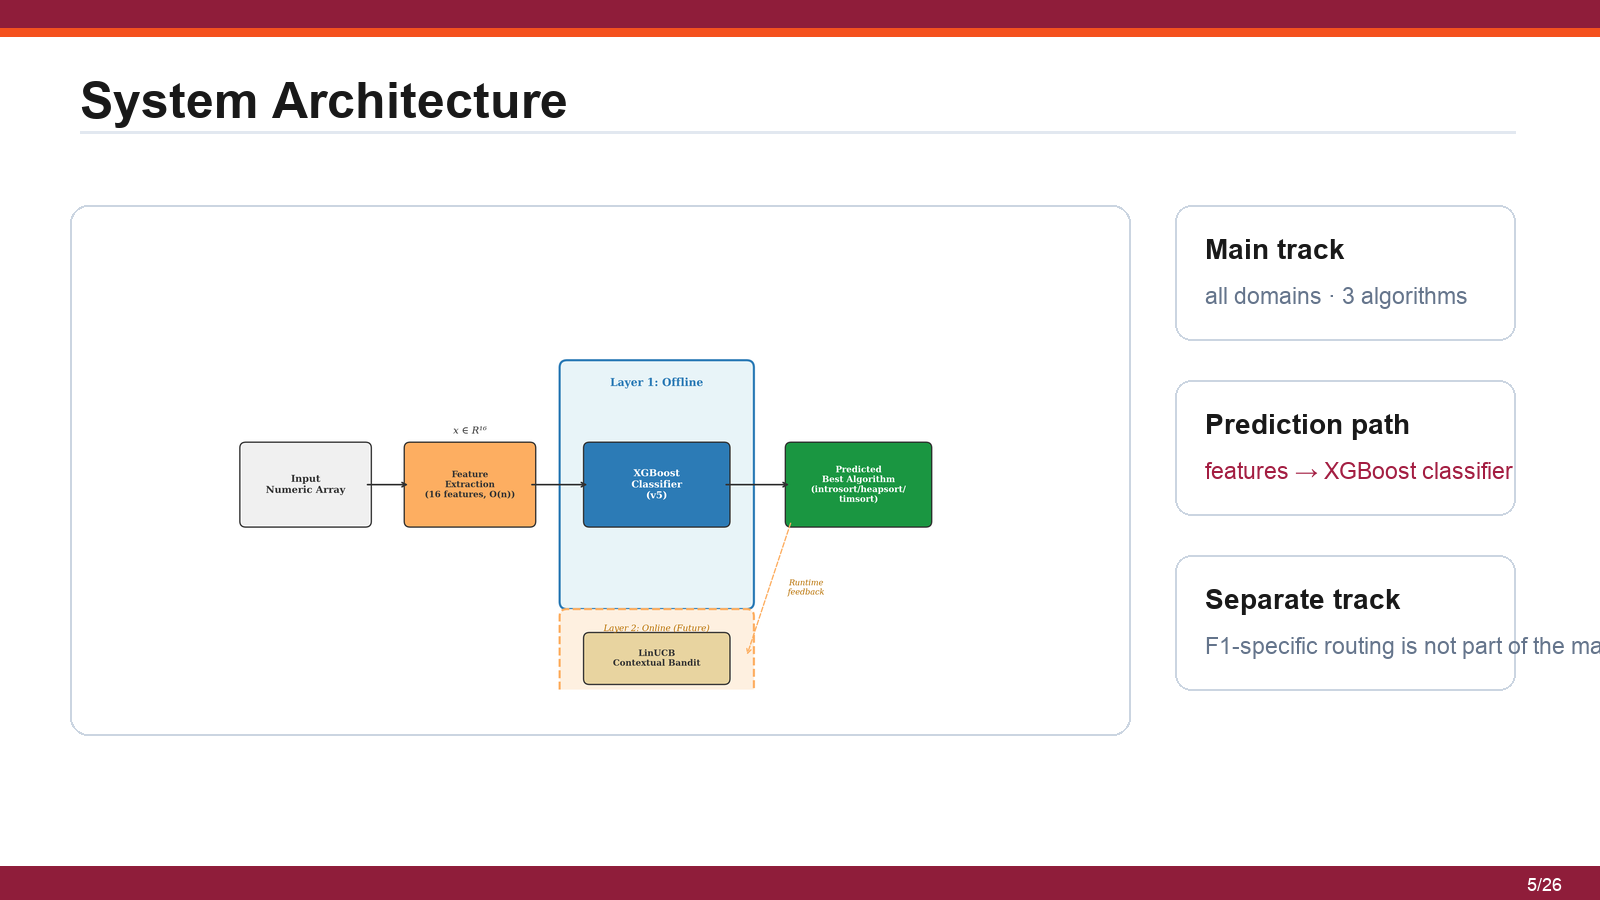 System Architecture
Layer 1: Offline
x ∈ R¹⁶
Input
Numeric Array
Feature
Extraction
(16 features, O(n))
XGBoost
Classifier
(v5)
Predicted
Best Algorithm
(introsort/heapsort/
timsort)
Runtime
feedback
Layer 2: Online (Future)
LinUCB
Contextual Bandit
Main track
all domains · 3 algorithms
Prediction path
features → XGBoost classifier
Separate track
F1-specific routing is not part of the ma
5/26